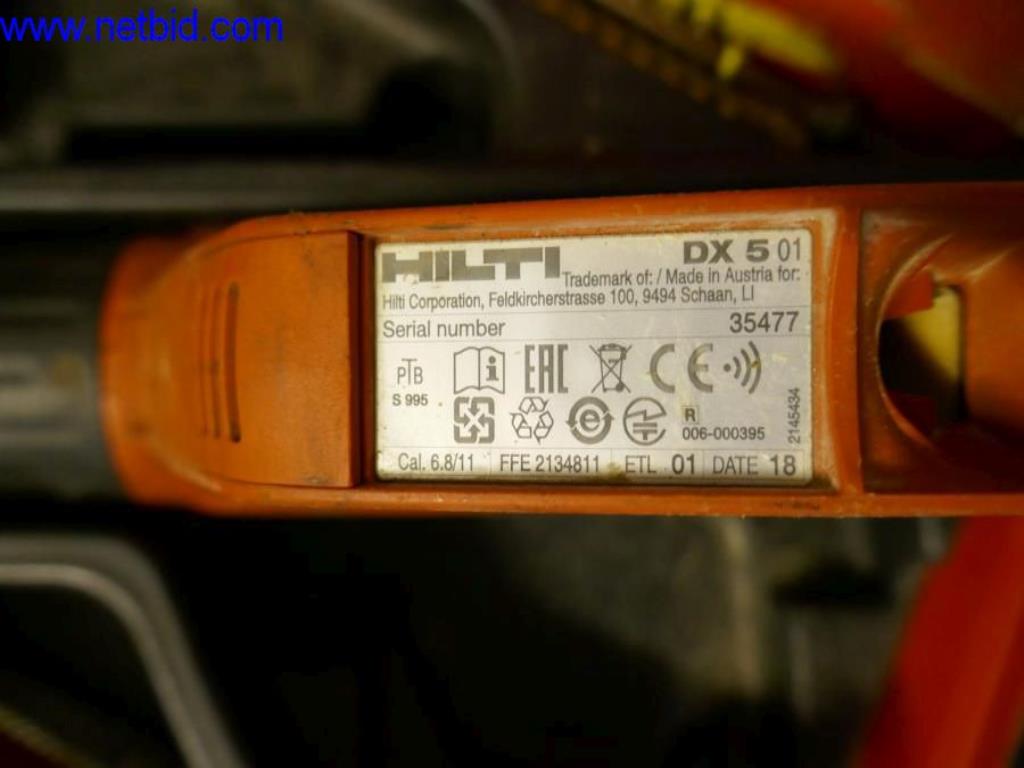 www.netbid.com
HILTI DX 5 01
Trademark of: / Made in Austria for:
Hilti Corporation, Feldkircherstrasse 100, 9494 Schaan, LI
Serial number 35477
PTB
S 995
EAC
CE
R
006-000395
2145434
Cal. 6.8/11 FFE 2134811 ETL 01 DATE 18